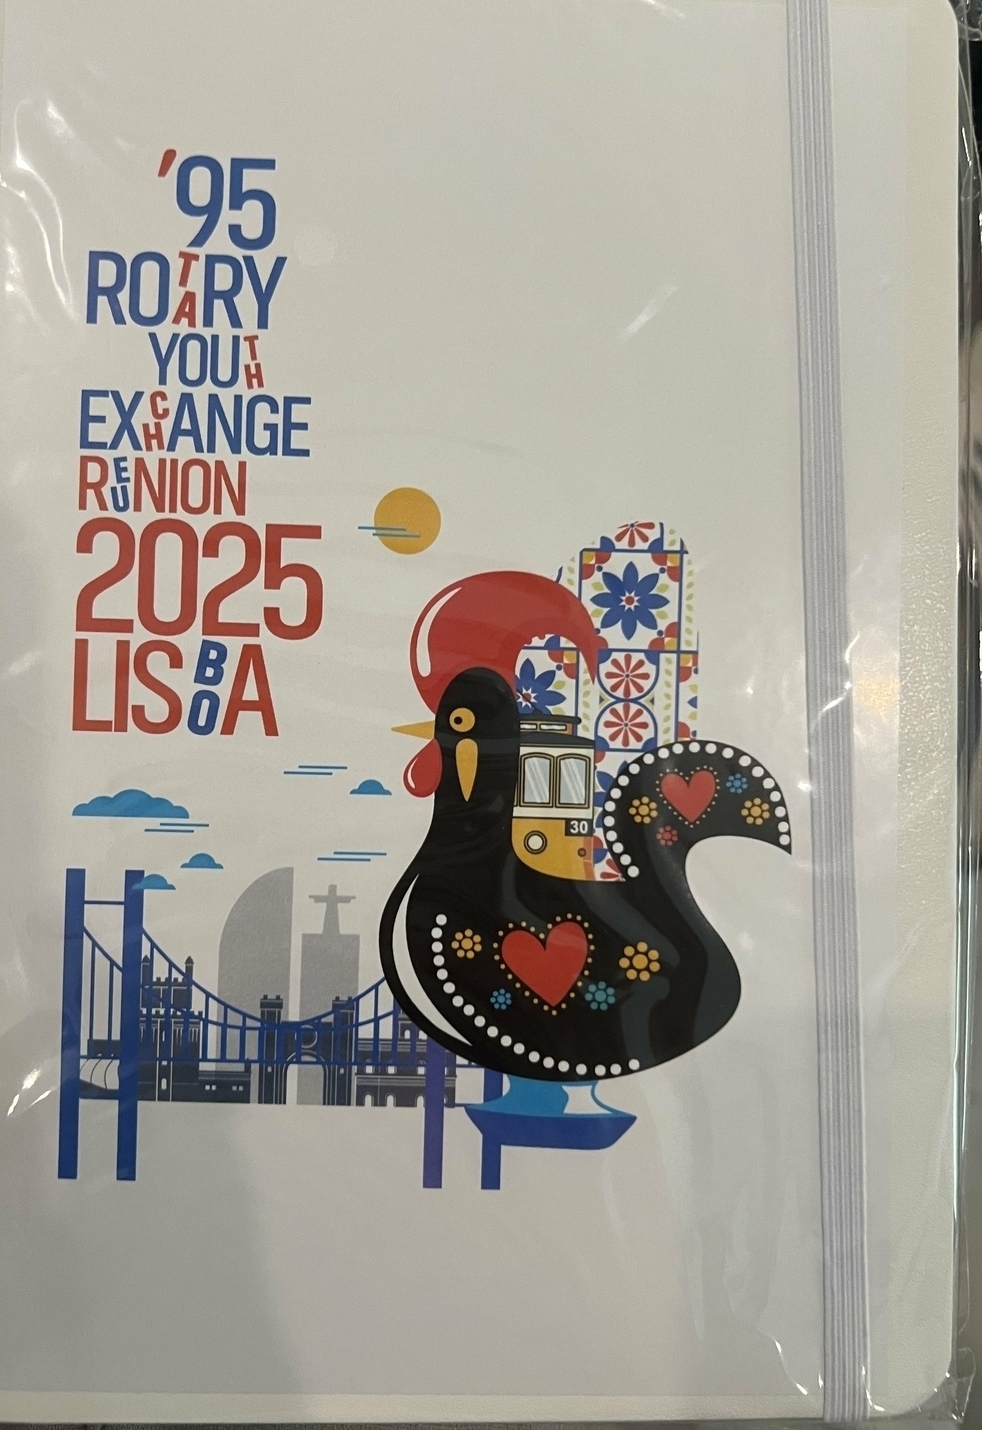 '95
ROTARY
YOUTH
EXCHANGE
REUNION
2025
LISBOA
30